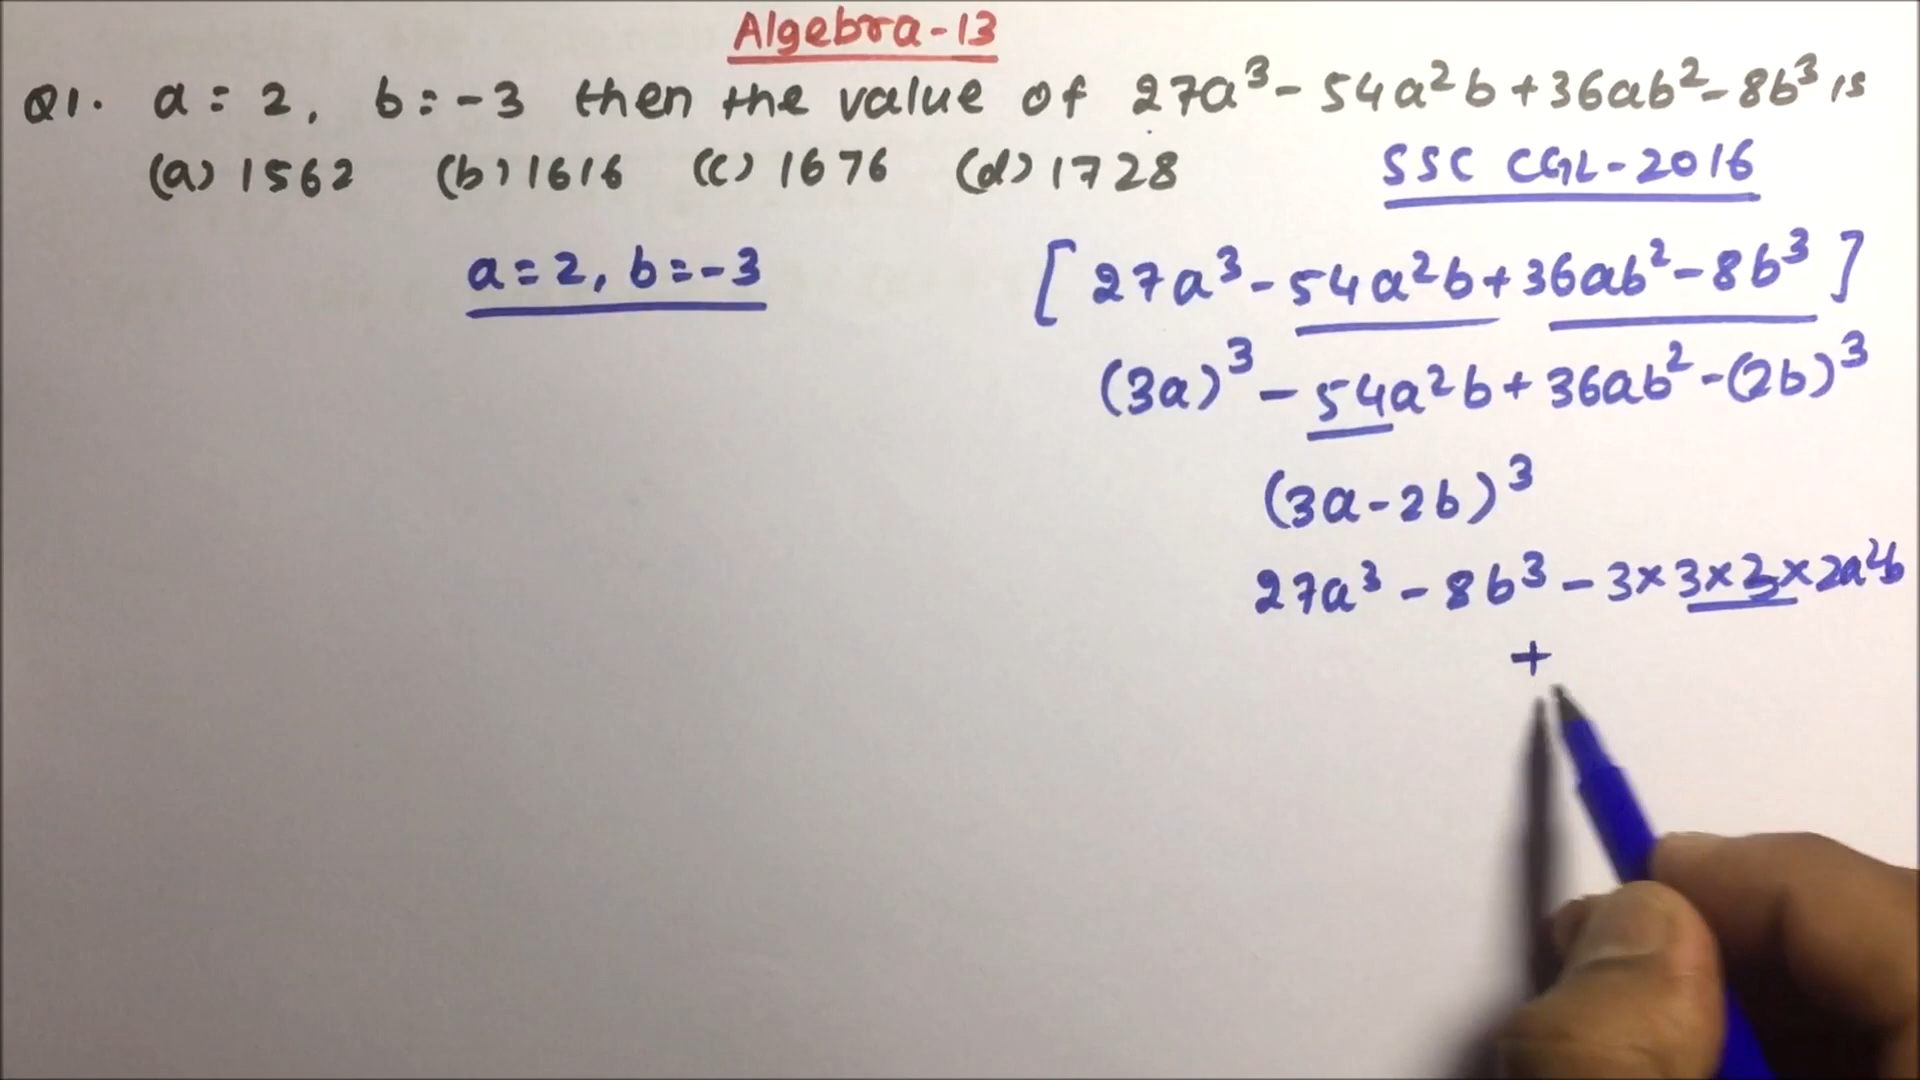 Algebra-13
Q1. a = 2, b = -3 then the value of 27a³ - 54a²b + 36ab² - 8b³ is
(a) 1562 (b) 1616 (c) 1676 (d) 1728
SSC CGL-2016
a = 2, b = -3
[27a³ - 54a²b + 36ab² - 8b³]
(3a)³ - 54a²b + 36ab² - (2b)³
(3a - 2b)³
27a³ - 8b³ - 3 × 3 × 3 × 2a²b
+